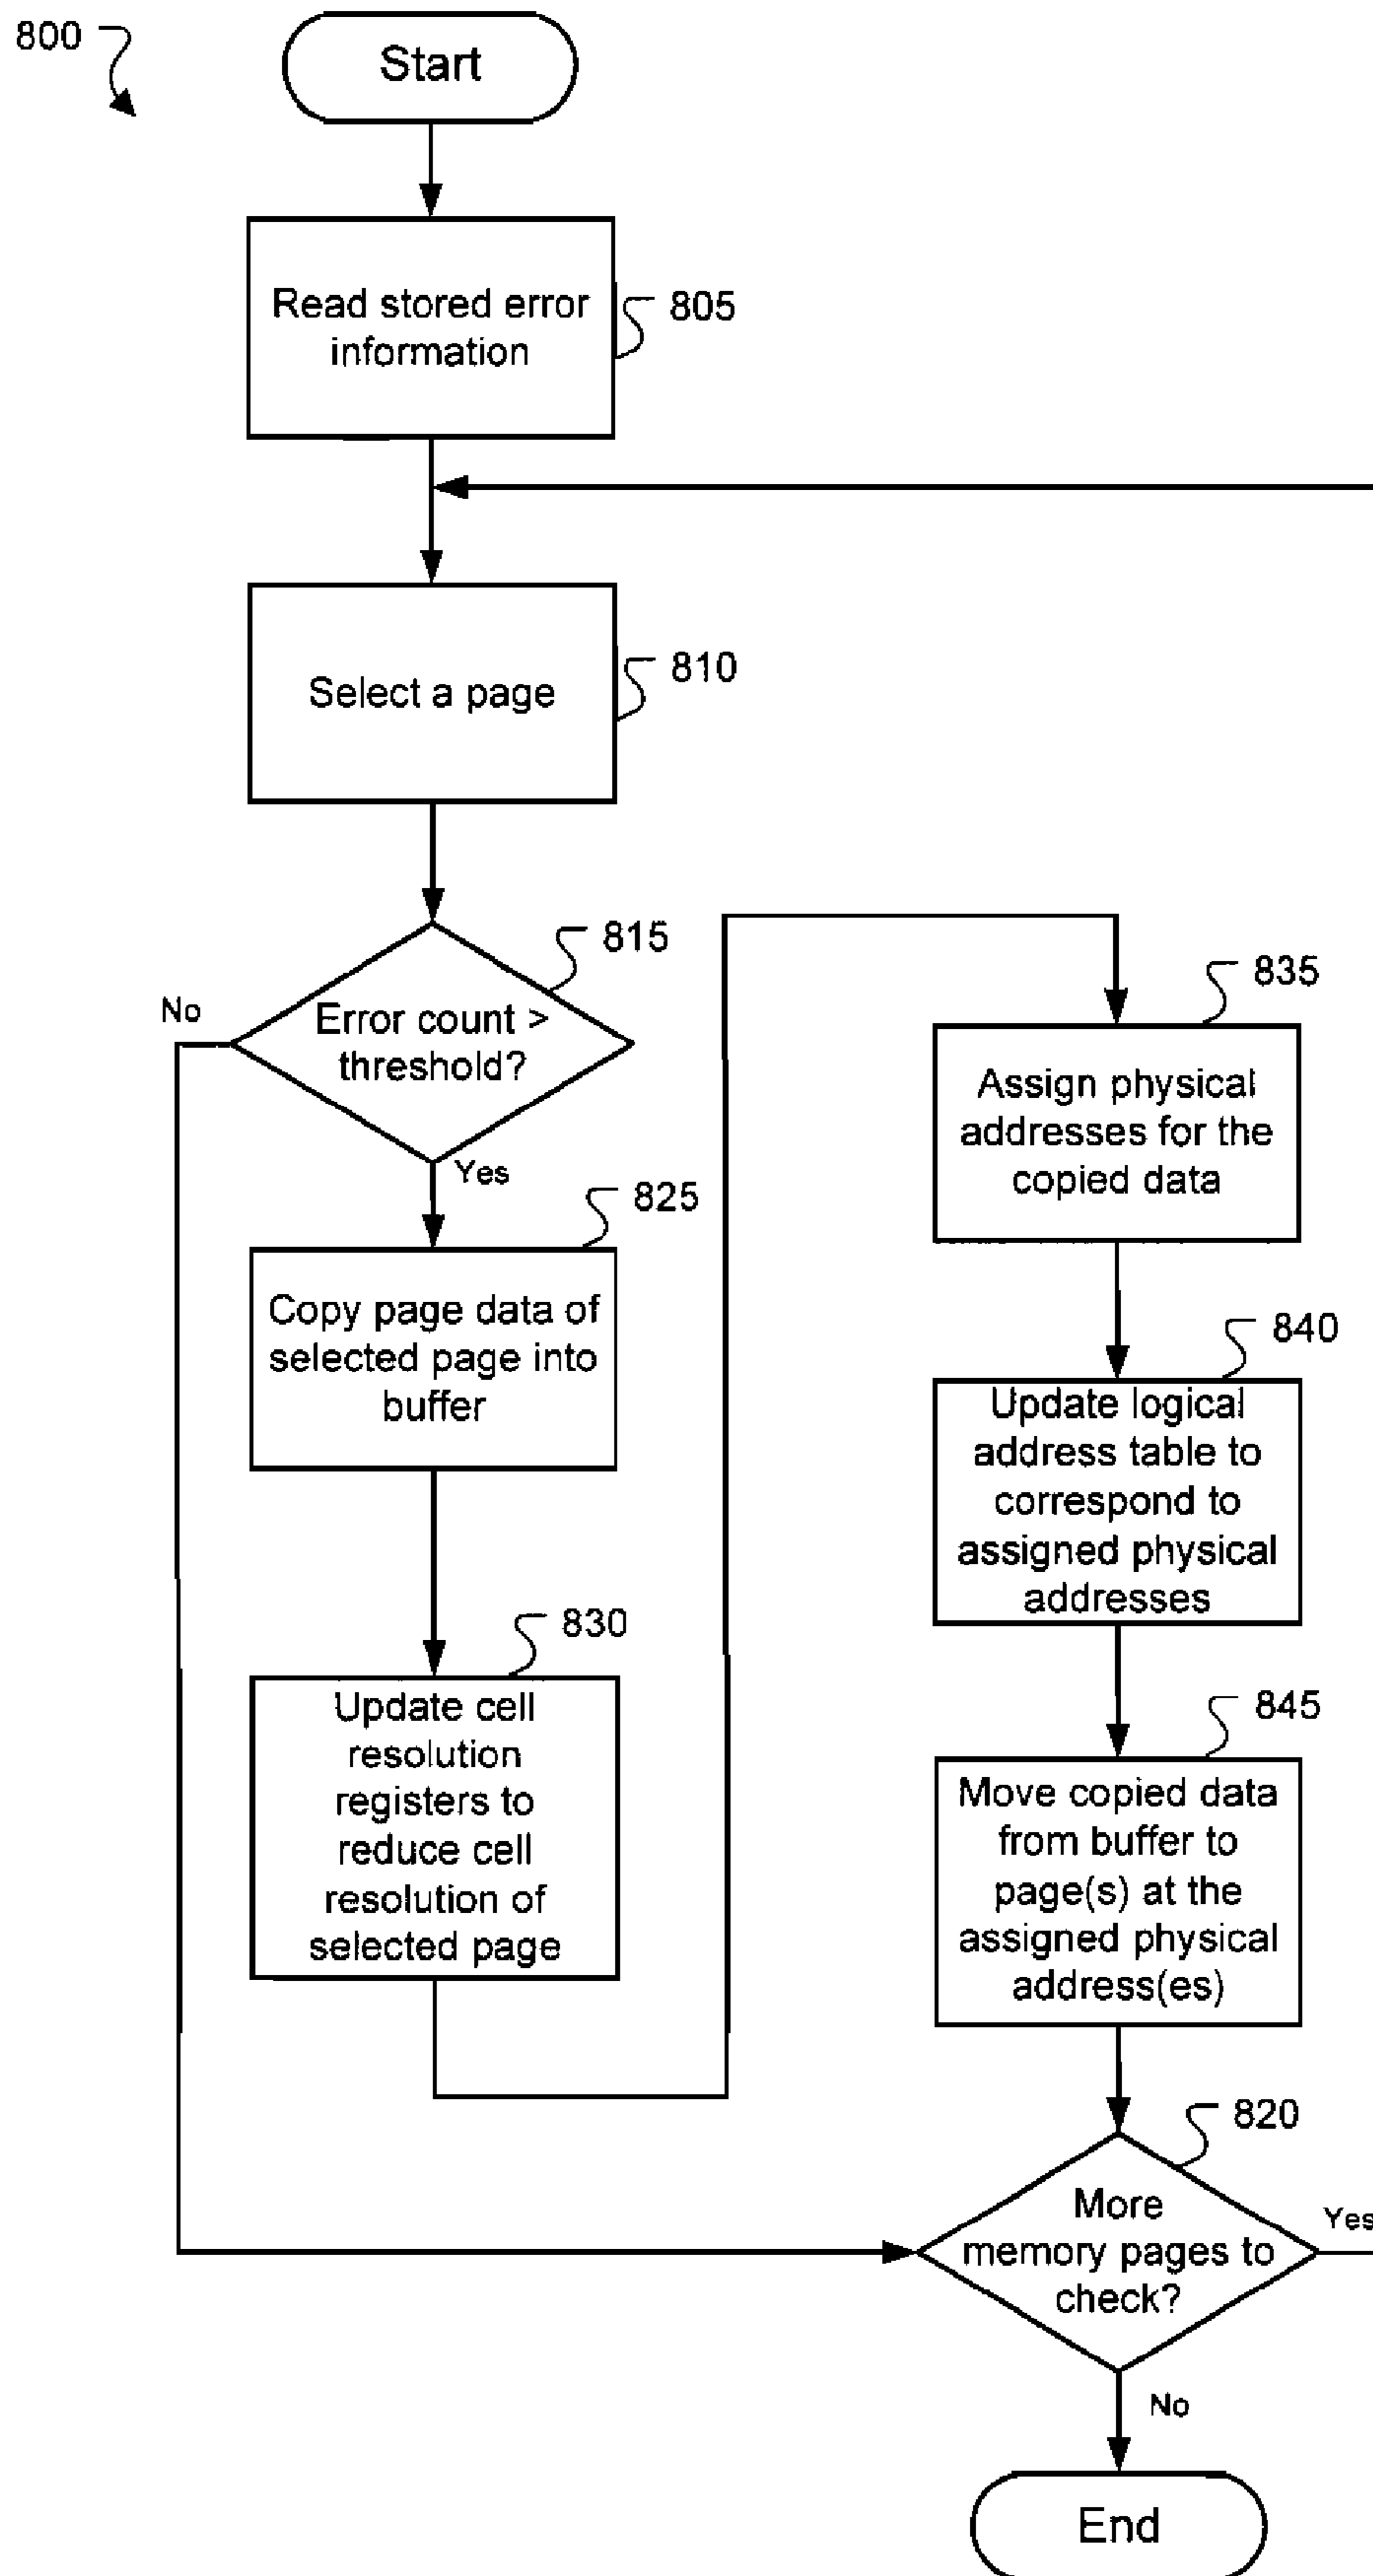 800
Start
Read stored error
information
805
Select a page
810
815
Error count >
threshold?
No
Yes
825
Copy page data of
selected page into
buffer
830
Update cell
resolution
registers to
reduce cell
resolution of
selected page
835
Assign physical
addresses for the
copied data
840
Update logical
address table to
correspond to
assigned physical
addresses
845
Move copied data
from buffer to
page(s) at the
assigned physical
address(es)
820
More
memory pages to
check?
Yes
No
End